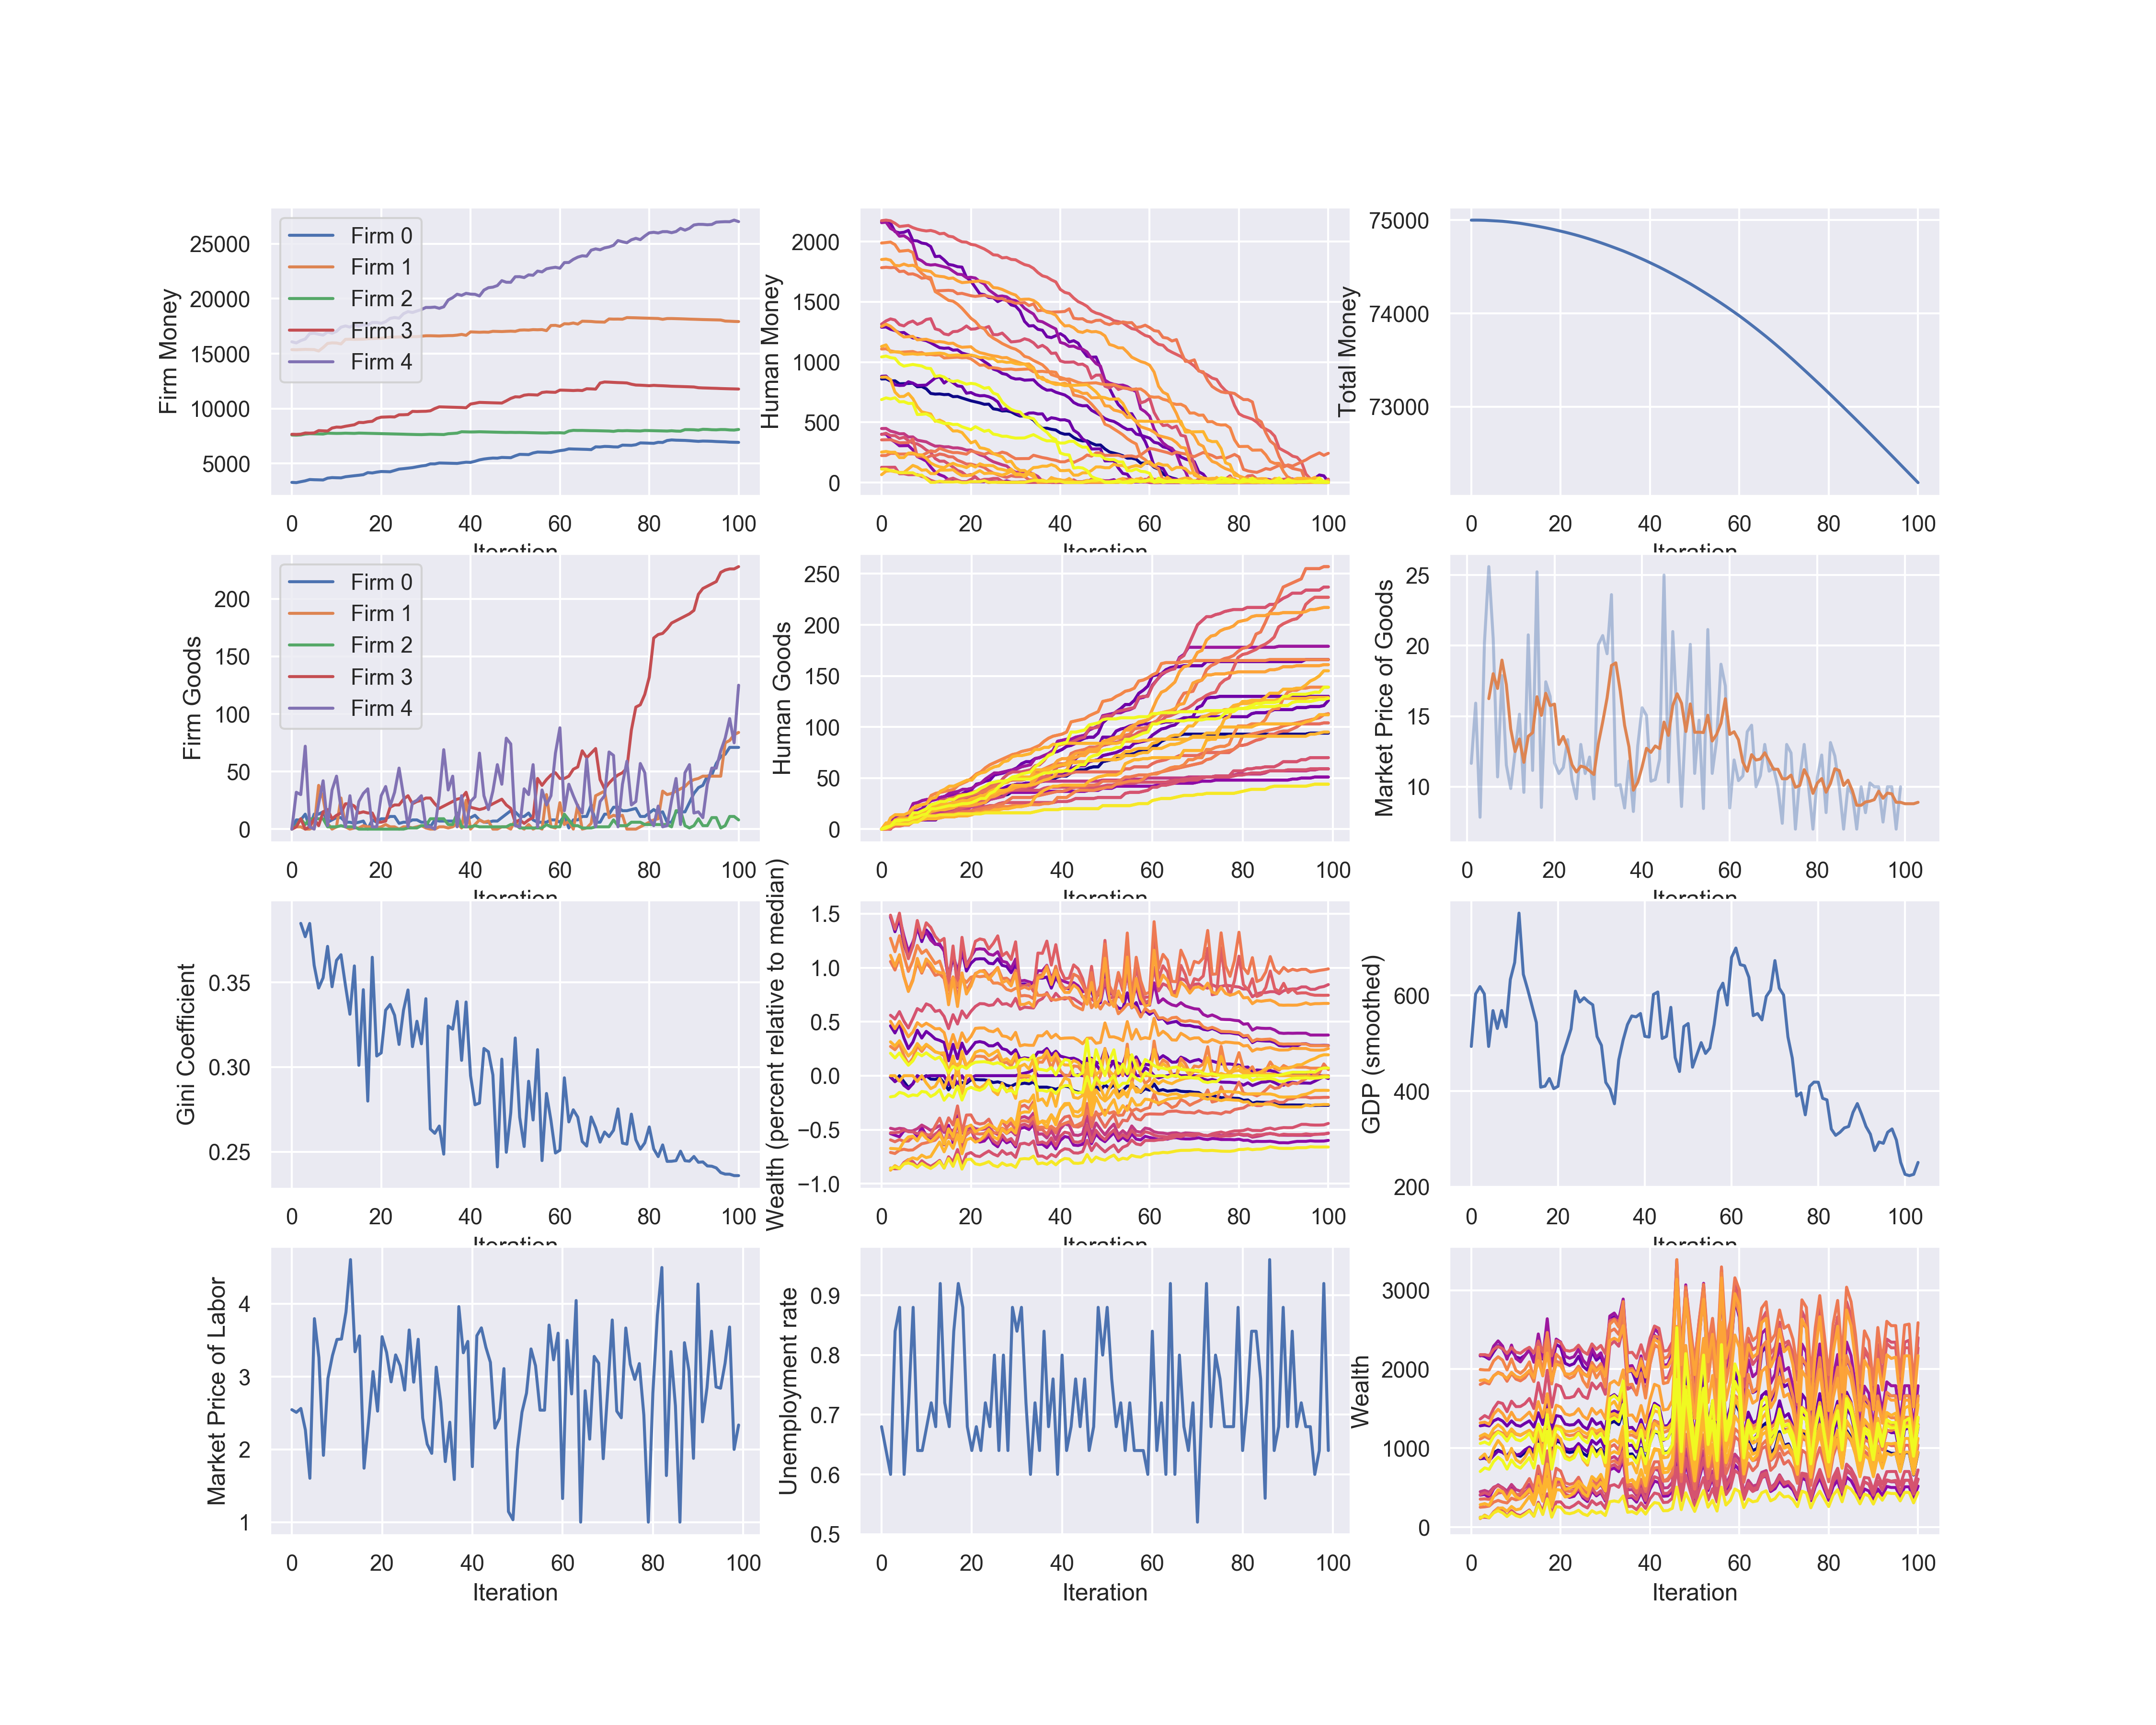 Firm Money
25000
20000
15000
10000
5000
Firm 0
Firm 1
Firm 2
Firm 3
Firm 4
0 20 40 60 80 100
Iteration
Human Money
2000
1500
1000
500
0
0 20 40 60 80 100
Iteration
Total Money
75000
74000
73000
0 20 40 60 80 100
Iteration
Firm Goods
200
150
100
50
0
Firm 0
Firm 1
Firm 2
Firm 3
Firm 4
0 20 40 60 80 100
Iteration
Human Goods
250
200
150
100
50
0
0 20 40 60 80 100
Iteration
Market Price of Goods
25
20
15
10
0 20 40 60 80 100
Iteration
Gini Coefficient
0.35
0.30
0.25
0 20 40 60 80 100
Iteration
Wealth (percent relative to median)
1.5
1.0
0.5
0.0
−0.5
−1.0
0 20 40 60 80 100
Iteration
GDP (smoothed)
600
400
200
0 20 40 60 80 100
Iteration
Market Price of Labor
4
3
2
1
0 20 40 60 80 100
Iteration
Unemployment rate
0.9
0.8
0.7
0.6
0.5
0 20 40 60 80 100
Iteration
Wealth
3000
2000
1000
0
0 20 40 60 80 100
Iteration